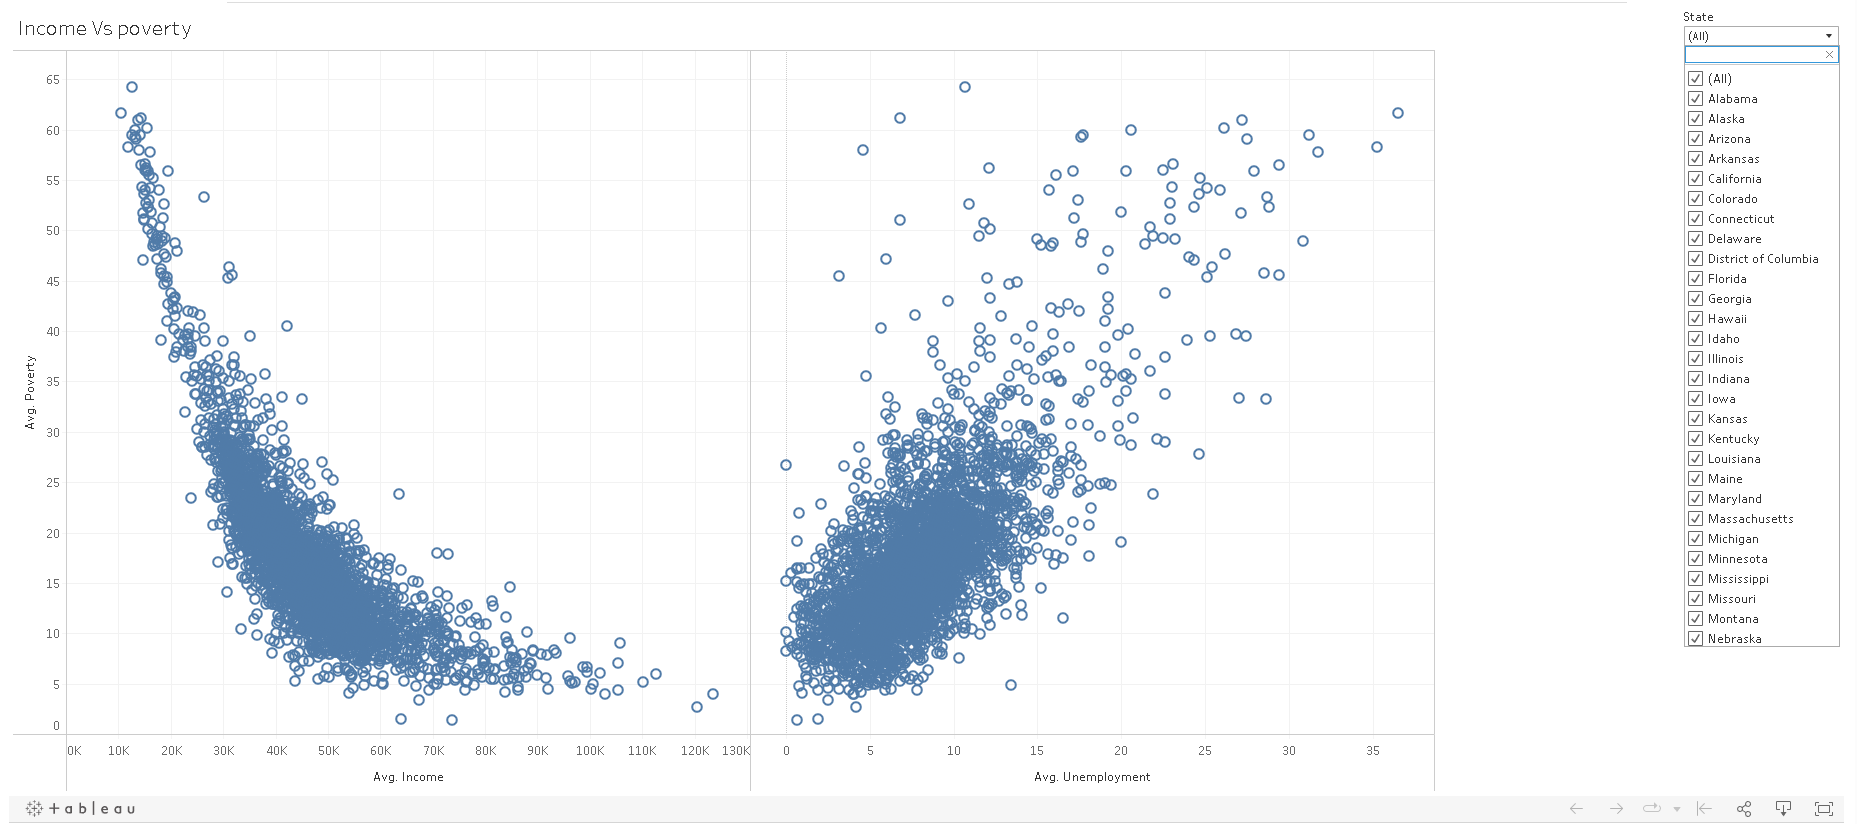 Income Vs poverty
State
(All)
(All)
Alabama
Alaska
Arizona
Arkansas
California
Colorado
Connecticut
Delaware
District of Columbia
Florida
Georgia
Hawaii
Idaho
Illinois
Indiana
Iowa
Kansas
Kentucky
Louisiana
Maine
Maryland
Massachusetts
Michigan
Minnesota
Mississippi
Missouri
Montana
Nebraska
Avg. Poverty
65
60
55
50
45
40
35
30
25
20
15
10
5
0
0K 10K 20K 30K 40K 50K 60K 70K 80K 90K 100K 110K 120K 130K
0 5 10 15 20 25 30 35
Avg. Income
Avg. Unemployment
+ableau